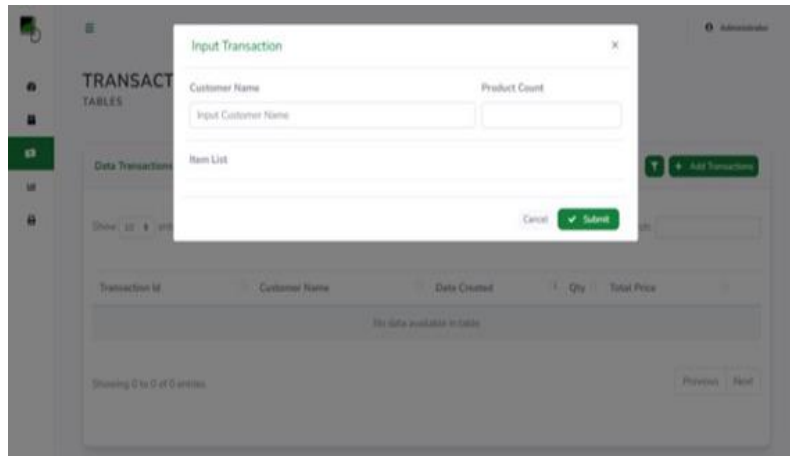 Administrator
Input Transaction
×
TRANSACT
TABLES
Customer Name
Product Count
Input Customer Name
Item List
Data Transactions
Add Transactions
Cancel
Submit
Show 10
Transaction Id
Customer Name
Date Created
Qty
Total Price
No data available in table
Showing 0 to 0 of 0 entries
Previous
Next